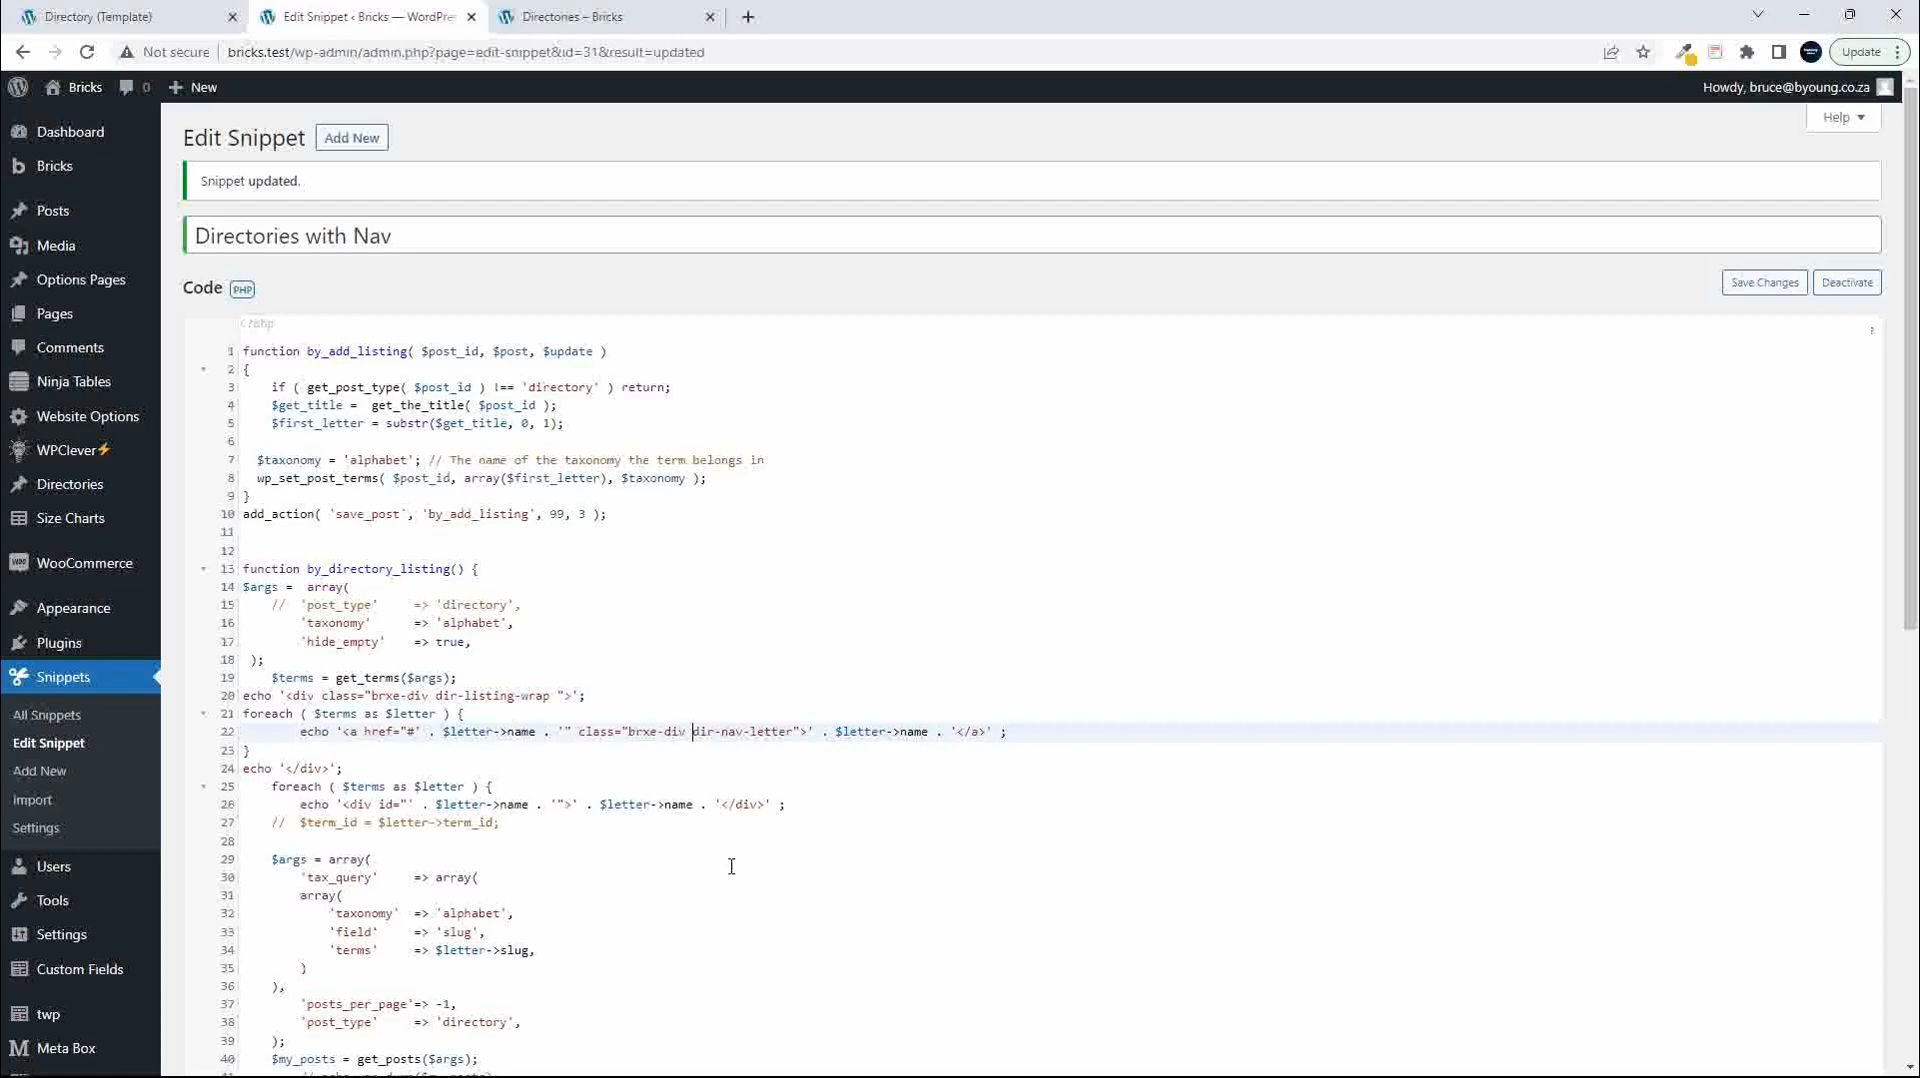 Directory (Template)
Edit Snippet ‹ Bricks — WordPre
Directories – Bricks
Not secure
bricks.test/wp-admin/admin.php?page=edit-snippet&id=31&result=updated
Update
Bricks
0
New
Howdy, bruce@byoung.co.za
Dashboard
Bricks
Posts
Media
Options Pages
Pages
Comments
Ninja Tables
Website Options
WPClever⚡
Directories
Size Charts
WooCommerce
Appearance
Plugins
Snippets
All Snippets
Edit Snippet
Add New
Import
Settings
Users
Tools
Settings
Custom Fields
twp
Meta Box
Help
Edit Snippet
Add New
Snippet updated.
Directories with Nav
Code PHP
Save Changes
Deactivate
<?php
?
1 function by_add_listing( $post_id, $post, $update )
2 {
3 if ( get_post_type( $post_id ) !== 'directory' ) return;
4 $get_title = get_the_title( $post_id );
5 $first_letter = substr($get_title, 0, 1);
6
7 $taxonomy = 'alphabet'; // The name of the taxonomy the term belongs in
8 wp_set_post_terms( $post_id, array($first_letter), $taxonomy );
9 }
10 add_action( 'save_post', 'by_add_listing', 99, 3 );
11
12
13 function by_directory_listing() {
14 $args = array(
15 // 'post_type' => 'directory',
16 'taxonomy' => 'alphabet',
17 'hide_empty' => true,
18 );
19 $terms = get_terms($args);
20 echo '<div class="brxe-div dir-listing-wrap ">';
21 foreach ( $terms as $letter ) {
22 echo '<a href="#' . $letter->name . '" class="brxe-div dir-nav-letter">' . $letter->name . '</a>' ;
23 }
24 echo '</div>';
25 foreach ( $terms as $letter ) {
26 echo '<div id="' . $letter->name . '">' . $letter->name . '</div>' ;
27 // $term_id = $letter->term_id;
28
29 $args = array(
30 'tax_query' => array(
31 array(
32 'taxonomy' => 'alphabet',
33 'field' => 'slug',
34 'terms' => $letter->slug,
35 )
36 ),
37 'posts_per_page'=> -1,
38 'post_type' => 'directory',
39 );
40 $my_posts = get_posts($args);